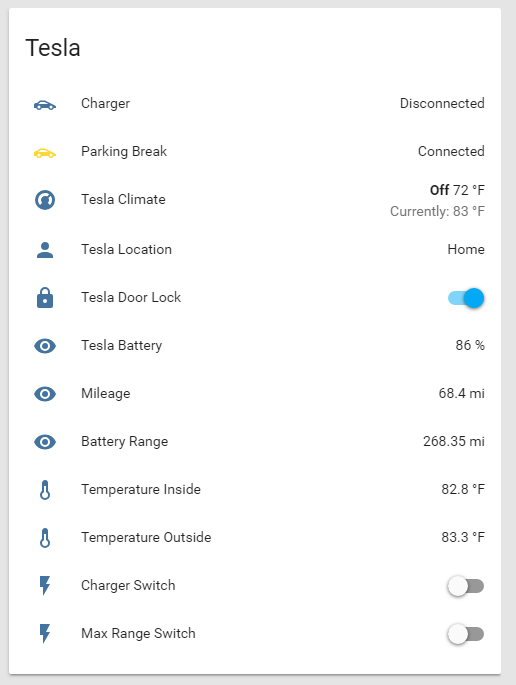 Tesla
Charger Disconnected
Parking Break Connected
Tesla Climate Off 72 °F
Currently: 83 °F
Tesla Location Home
Tesla Door Lock
Tesla Battery 86 %
Mileage 68.4 mi
Battery Range 268.35 mi
Temperature Inside 82.8 °F
Temperature Outside 83.3 °F
Charger Switch
Max Range Switch